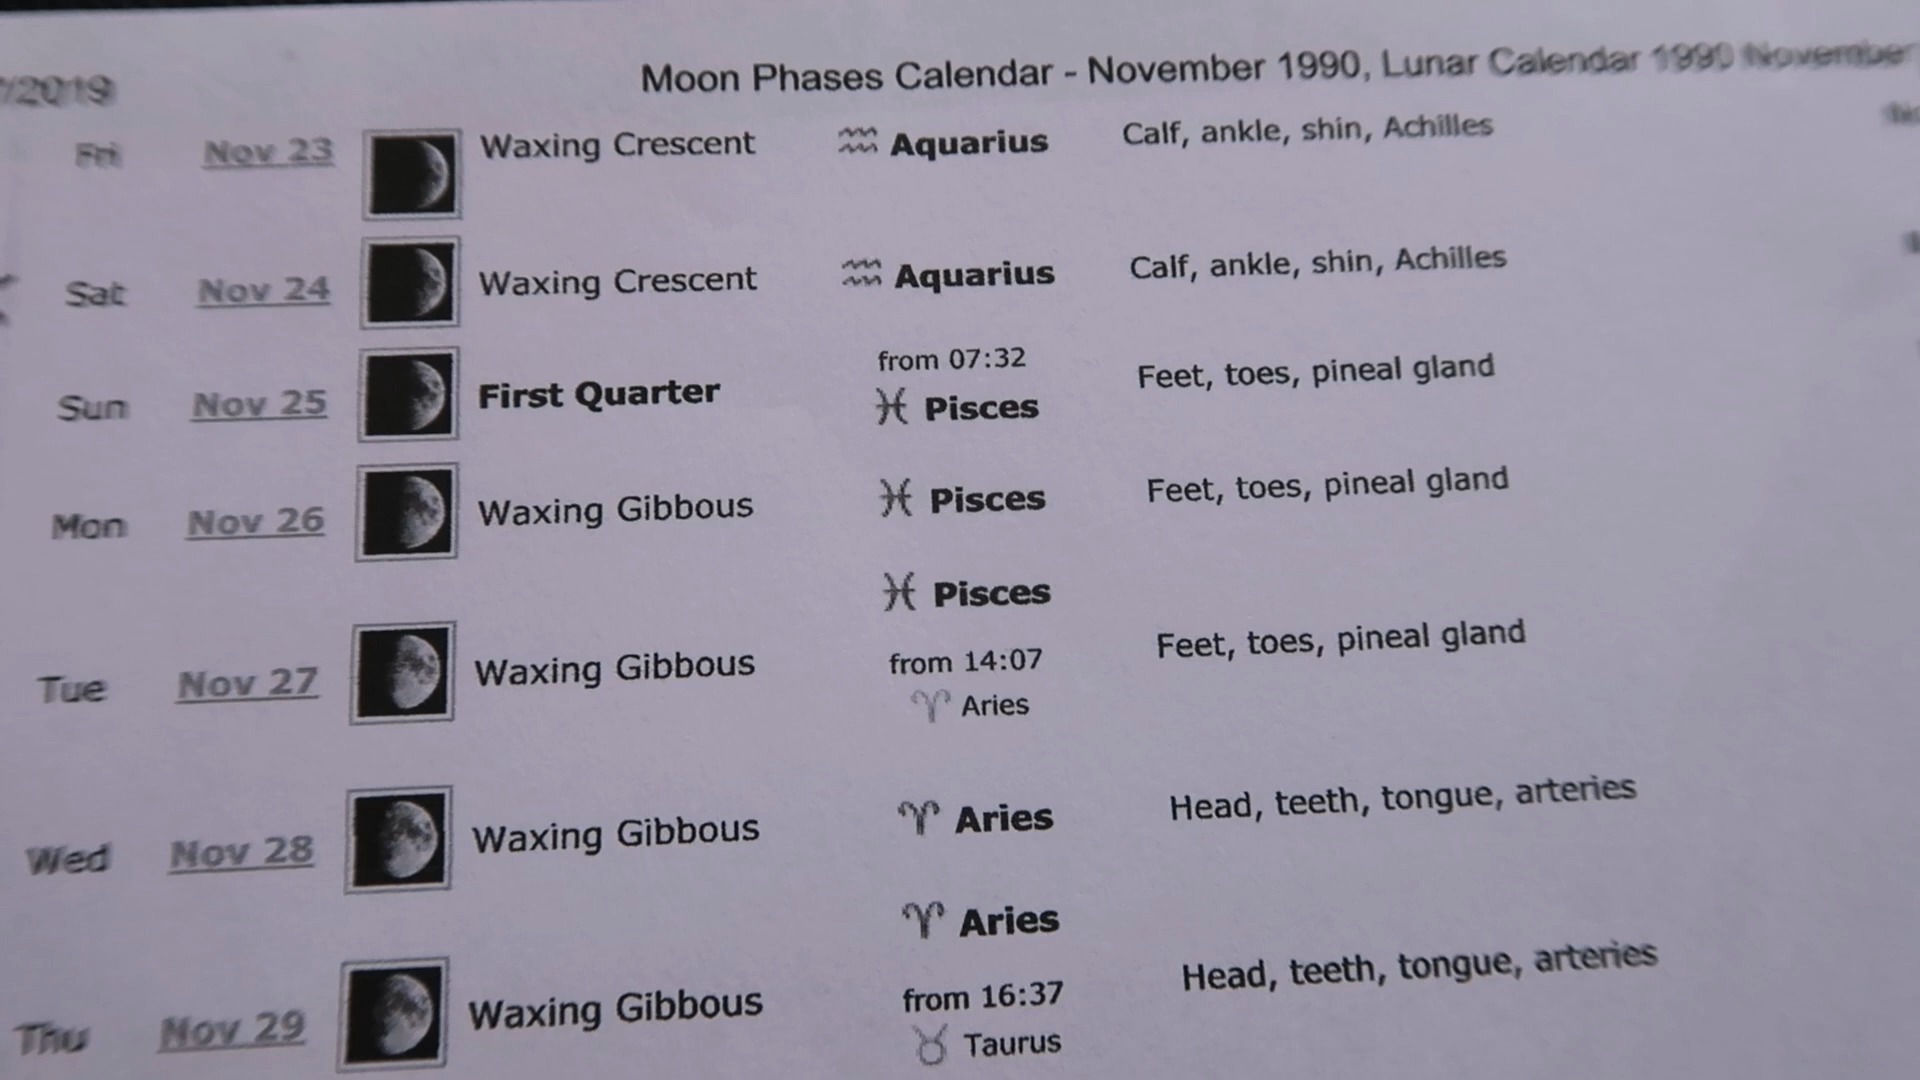 /2019
Moon Phases Calendar - November 1990, Lunar Calendar 1990 November
Fri Nov 23 Waxing Crescent ♒ Aquarius Calf, ankle, shin, Achilles
Sat Nov 24 Waxing Crescent ♒ Aquarius Calf, ankle, shin, Achilles
Sun Nov 25 First Quarter from 07:32 Feet, toes, pineal gland
♓ Pisces
Mon Nov 26 Waxing Gibbous ♓ Pisces Feet, toes, pineal gland
♓ Pisces
Tue Nov 27 Waxing Gibbous from 14:07 Feet, toes, pineal gland
♈ Aries
Wed Nov 28 Waxing Gibbous ♈ Aries Head, teeth, tongue, arteries
♈ Aries
Thu Nov 29 Waxing Gibbous from 16:37 Head, teeth, tongue, arteries
♉ Taurus